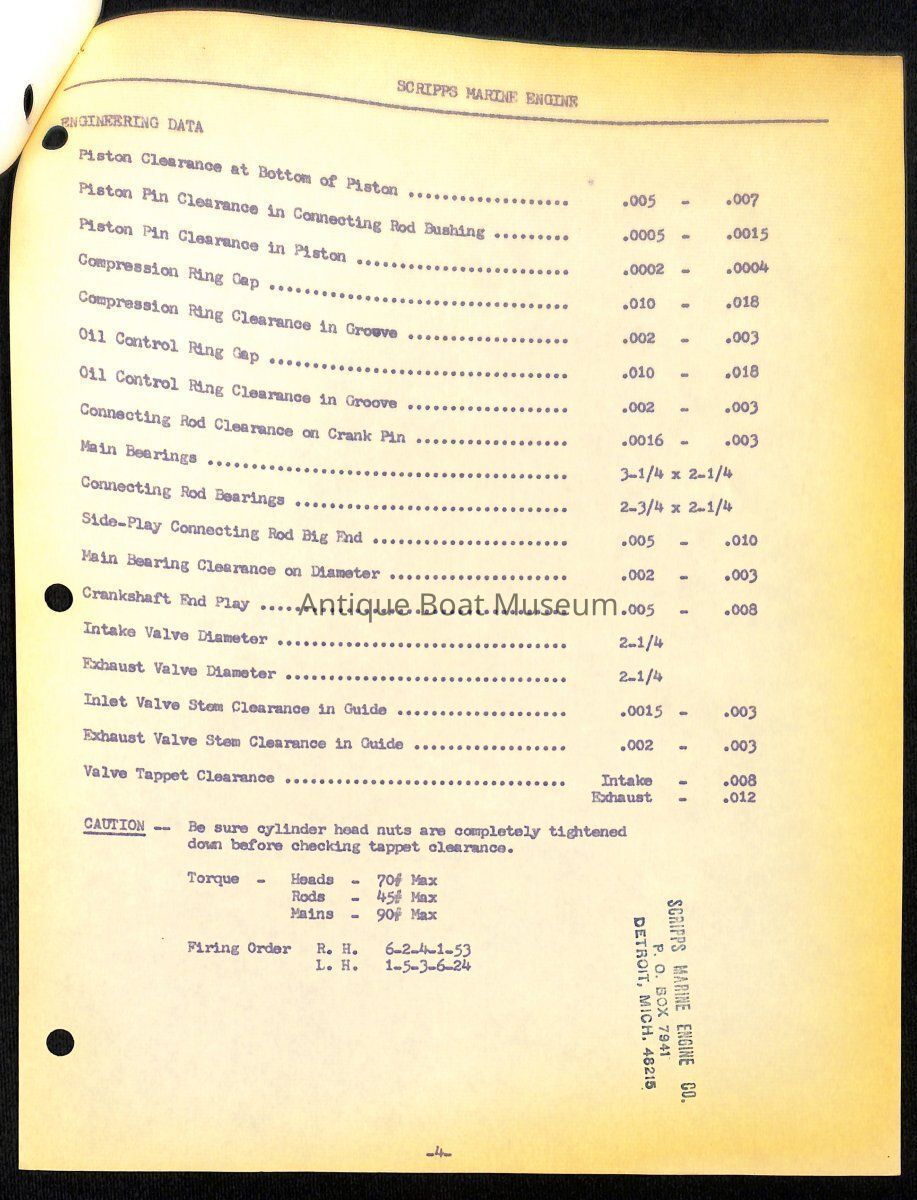 SCRIPPS MARINE ENGINE
ENGINEERING DATA
Piston Clearance at Bottom of Piston ................... .005 - .007
Piston Pin Clearance in Connecting Rod Bushing ......... .0005 - .0015
Piston Pin Clearance in Piston ......................... .0002 - .0004
Compression Ring Gap ................................... .010 - .018
Compression Ring Clearance in Groove ................... .002 - .003
Oil Control Ring Gap ................................... .010 - .018
Oil Control Ring Clearance in Groove ................... .002 - .003
Connecting Rod Clearance on Crank Pin .................. .0016 - .003
Main Bearings .......................................... 3-1/4 x 2-1/4
Connecting Rod Bearings ................................ 2-3/4 x 2-1/4
Side-Play Connecting Rod Big End ....................... .005 - .010
Main Bearing Clearance on Diameter ..................... .002 - .003
Crankshaft End Play .................................... .005 - .008
Antique Boat Museum
Intake Valve Diameter .................................. 2-1/4
Exhaust Valve Diameter ................................. 2-1/4
Inlet Valve Stem Clearance in Guide .................... .0015 - .003
Exhaust Valve Stem Clearance in Guide .................. .002 - .003
Valve Tappet Clearance ................................. Intake - .008
Exhaust - .012
CAUTION -- Be sure cylinder head nuts are completely tightened
down before checking tappet clearance.
Torque - Heads - 70# Max
Rods - 45# Max
Mains - 90# Max
Firing Order R. H. 6-2-4-1-53
L. H. 1-5-3-6-24
SCRIPPS MARINE ENGINE CO.
P. O. BOX 7941
DETROIT, MICH. 48215
-4-